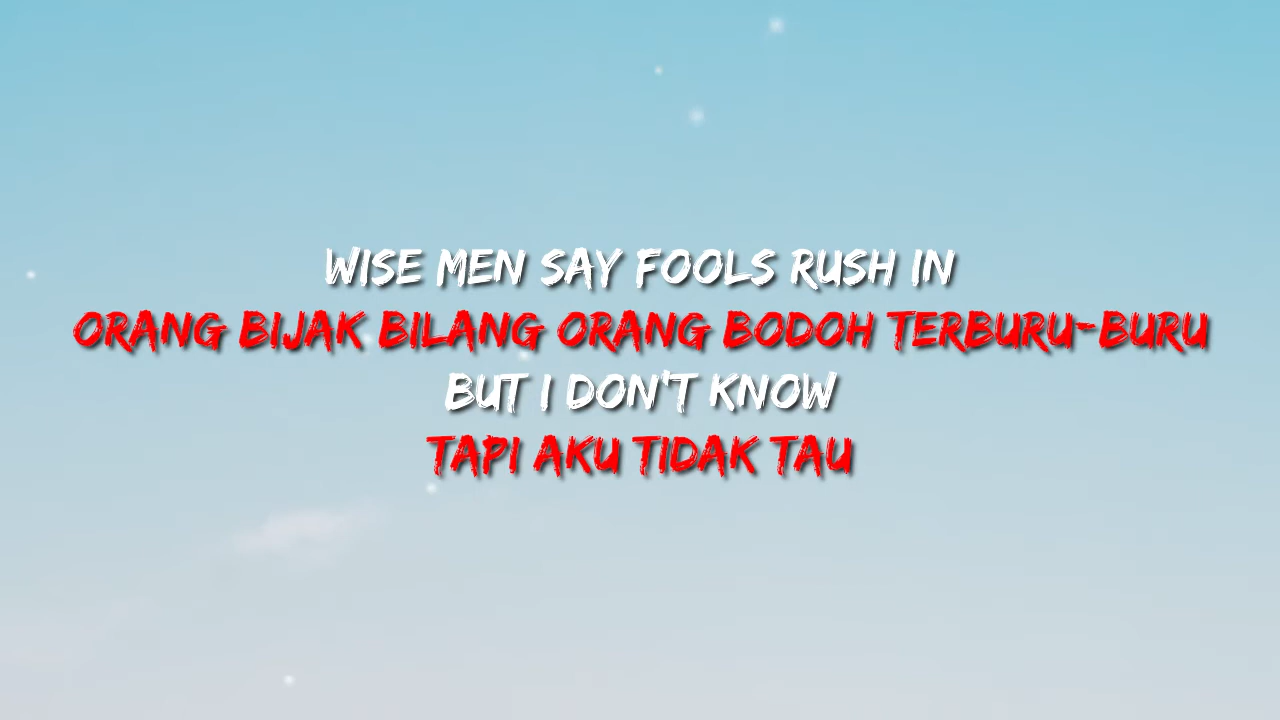 WISE MEN SAY FOOLS RUSH IN
ORANG BIJAK BILANG ORANG BODOH TERBURU-BURU
BUT I DON'T KNOW
TAPI AKU TIDAK TAU